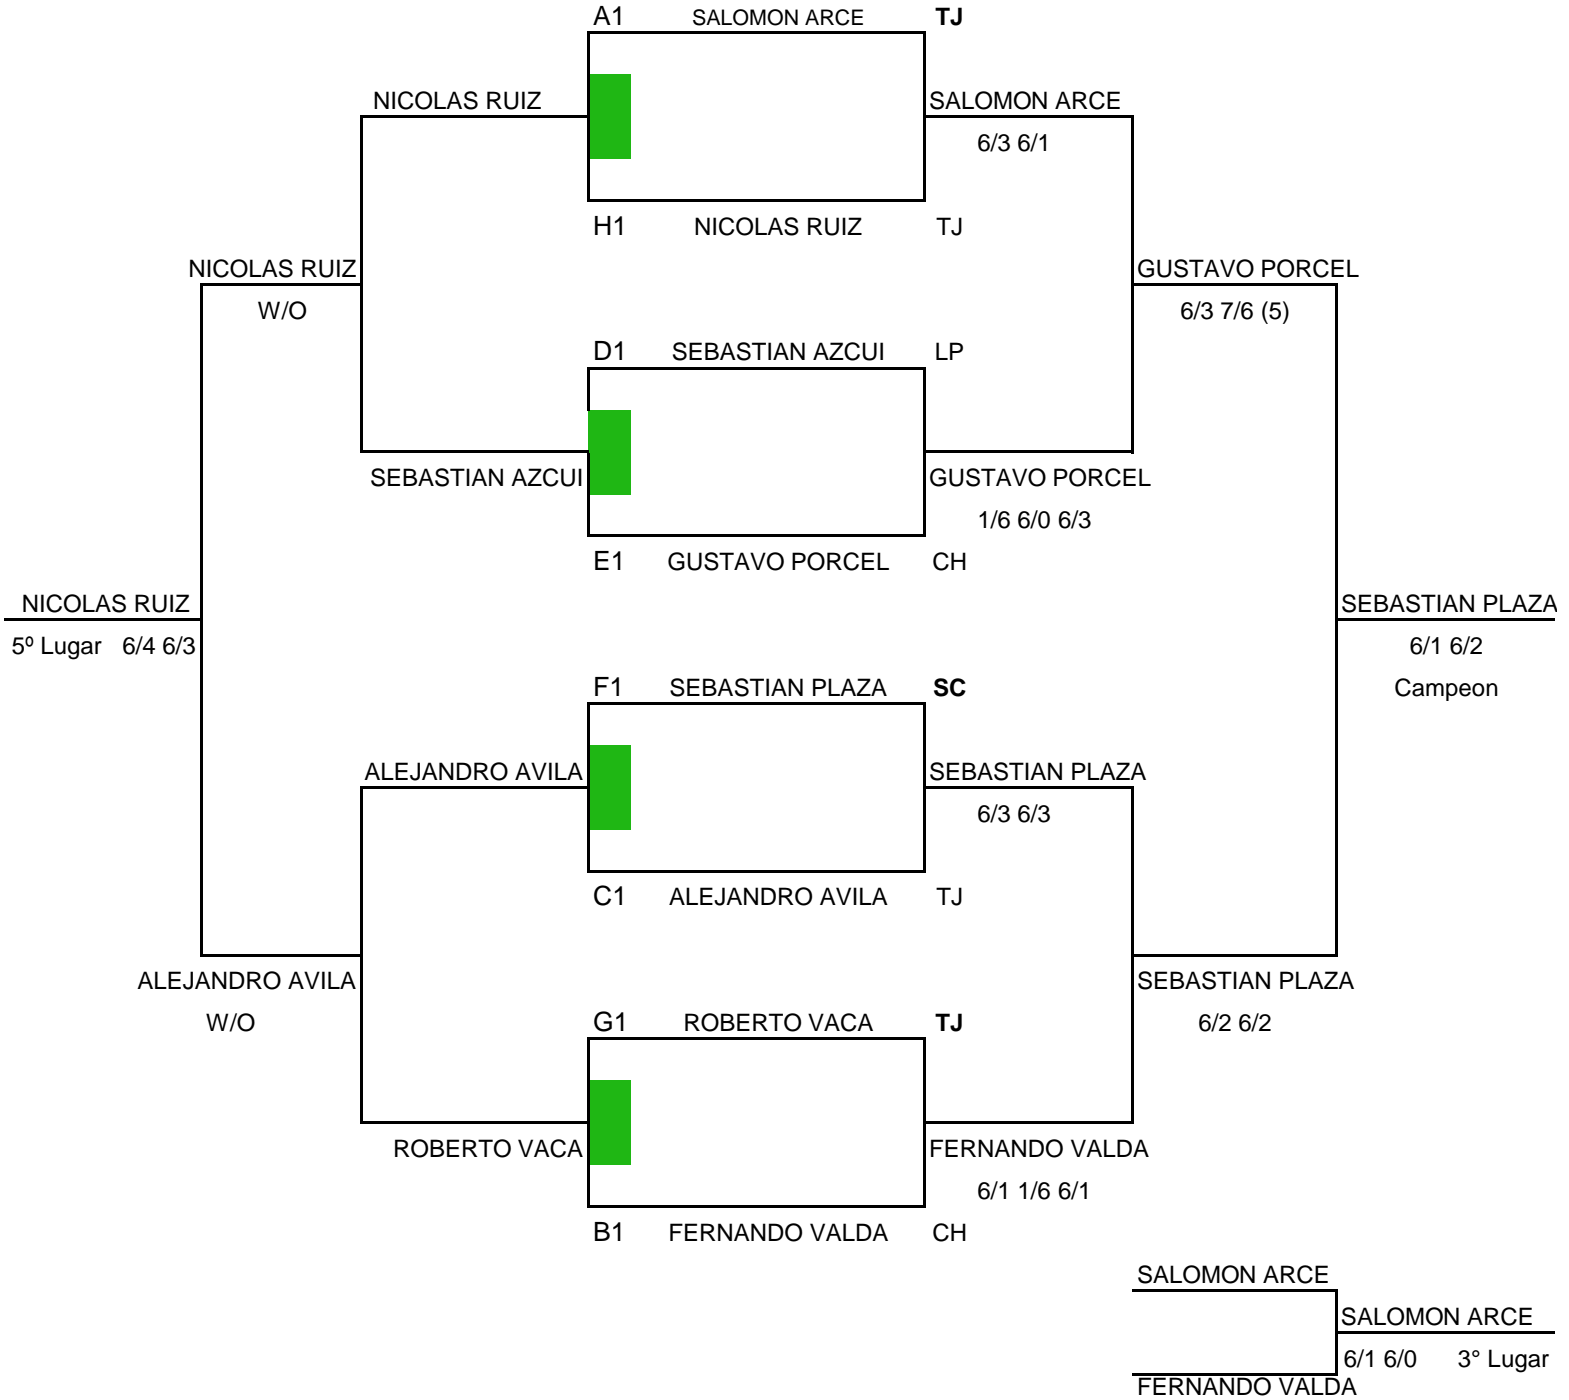 A1 SALOMON ARCE TJ
NICOLAS RUIZ SALOMON ARCE
6/3 6/1
H1 NICOLAS RUIZ TJ
NICOLAS RUIZ GUSTAVO PORCEL
W/O 6/3 7/6 (5)
D1 SEBASTIAN AZCUI LP
SEBASTIAN AZCUI GUSTAVO PORCEL
1/6 6/0 6/3
E1 GUSTAVO PORCEL CH
NICOLAS RUIZ SEBASTIAN PLAZA
5º Lugar 6/4 6/3 6/1 6/2
F1 SEBASTIAN PLAZA SC Campeon
ALEJANDRO AVILA SEBASTIAN PLAZA
6/3 6/3
C1 ALEJANDRO AVILA TJ
ALEJANDRO AVILA SEBASTIAN PLAZA
W/O G1 ROBERTO VACA TJ 6/2 6/2
ROBERTO VACA FERNANDO VALDA
6/1 1/6 6/1
B1 FERNANDO VALDA CH
SALOMON ARCE
SALOMON ARCE
6/1 6/0 3° Lugar
FERNANDO VALDA